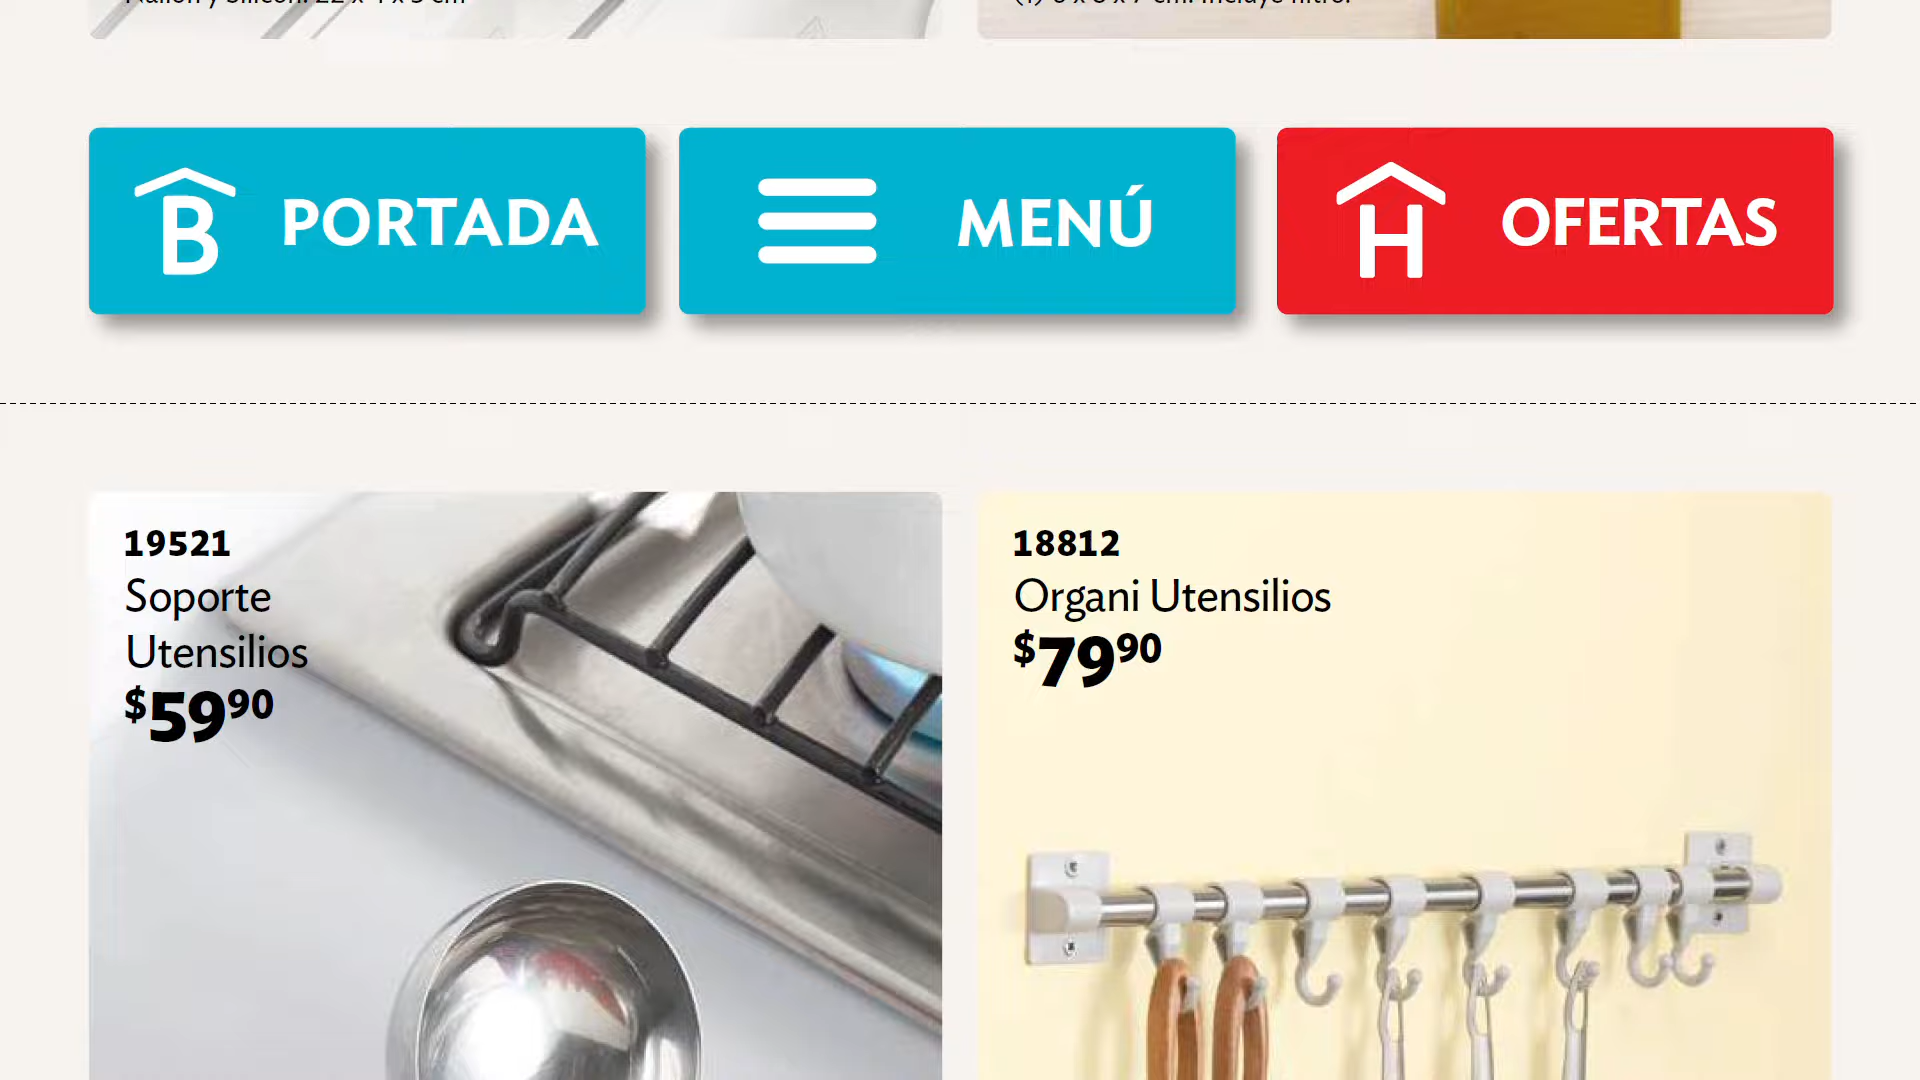 PORTADA
MENÚ
OFERTAS
19521
Soporte
Utensilios
$59⁹⁰
18812
Organi Utensilios
$79⁹⁰